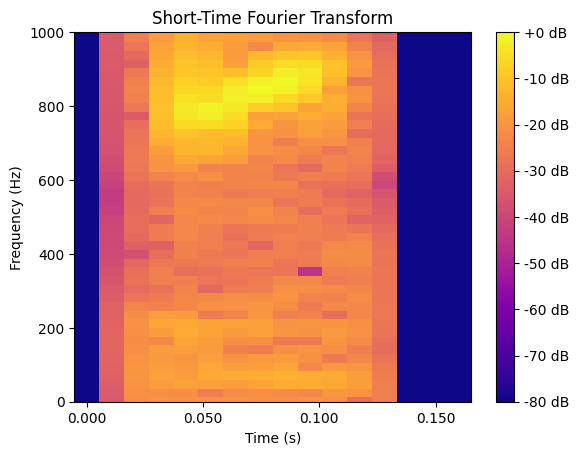 Short-Time Fourier Transform
1000
800
600
400
200
0
Frequency (Hz)
0.000
0.050
0.100
0.150
Time (s)
+0 dB
-10 dB
-20 dB
-30 dB
-40 dB
-50 dB
-60 dB
-70 dB
-80 dB